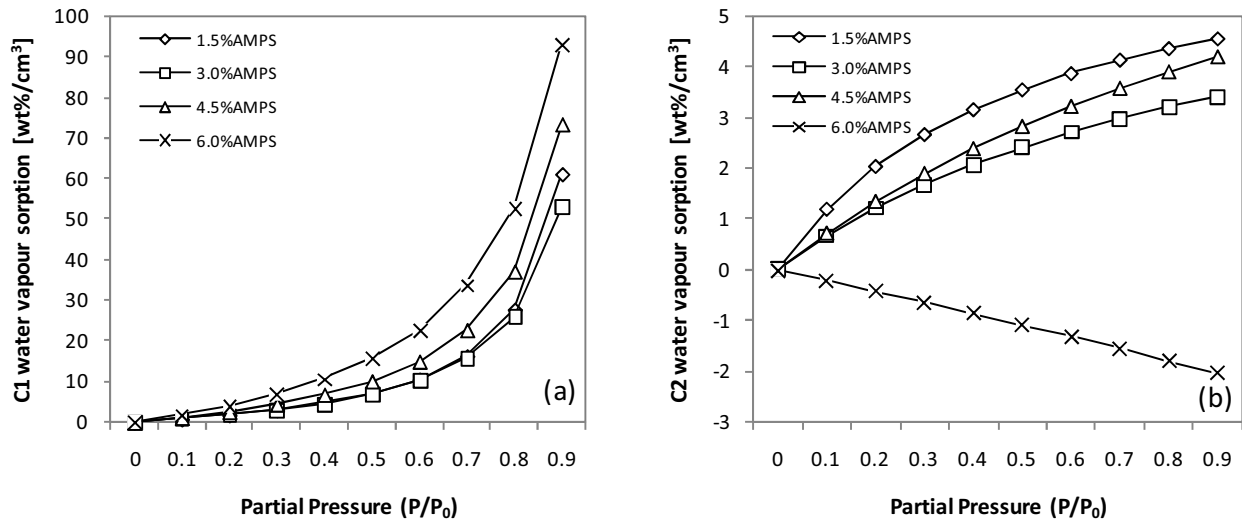 C1 water vapour sorption [wt%/cm³]
100
90
80
70
60
50
40
30
20
10
0
1.5%AMPS
3.0%AMPS
4.5%AMPS
6.0%AMPS
(a)
0 0.1 0.2 0.3 0.4 0.5 0.6 0.7 0.8 0.9
Partial Pressure (P/P₀)
C2 water vapor sorption [wt%/cm³]
5
4
3
2
1
0
-1
-2
-3
1.5%AMPS
3.0%AMPS
4.5%AMPS
6.0%AMPS
(b)
0 0.1 0.2 0.3 0.4 0.5 0.6 0.7 0.8 0.9
Partial Pressure (P/P₀)